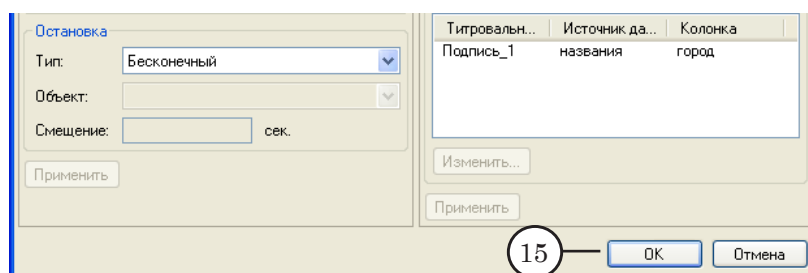 Остановка
Тип: Бесконечный
Объект:
Смещение: сек.
Применить
Титровальн... Источник да... Колонка
Подпись_1 названия город
Изменить...
Применить
15 OK Отмена